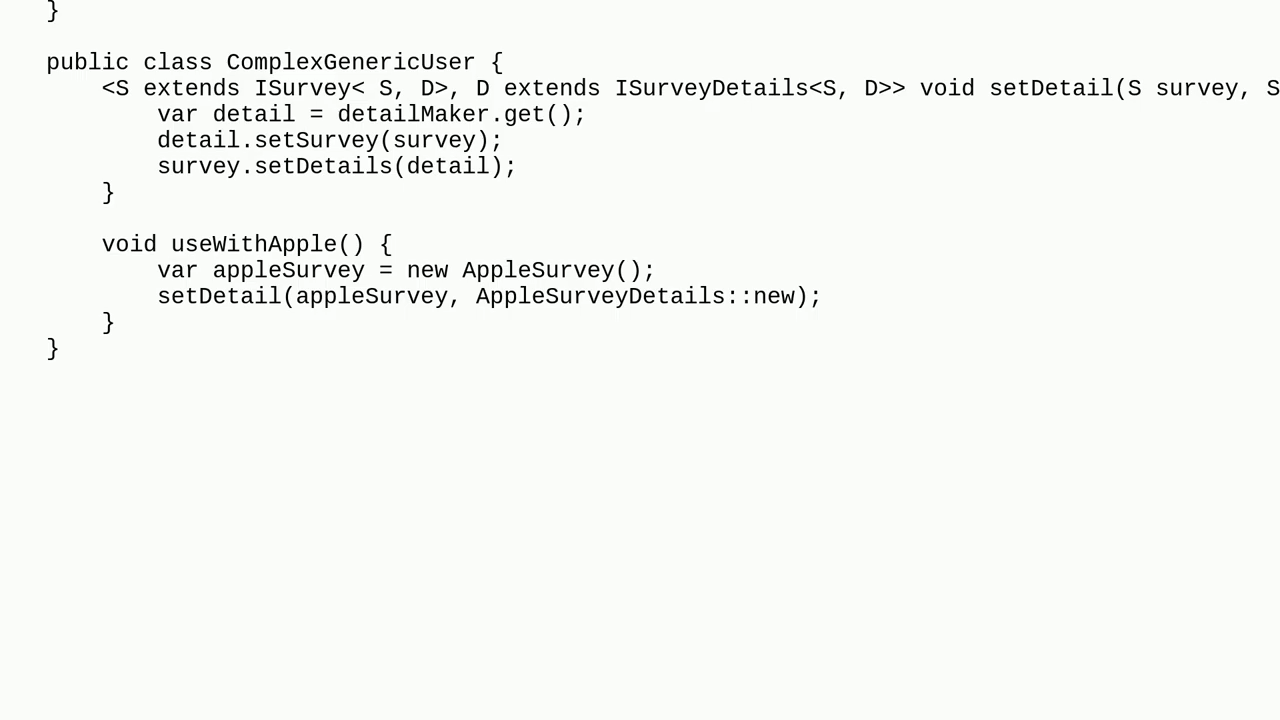 }
public class ComplexGenericUser {
<S extends ISurvey< S, D>, D extends ISurveyDetails<S, D>> void setDetail(S survey, S
var detail = detailMaker.get();
detail.setSurvey(survey);
survey.setDetails(detail);
}
void useWithApple() {
var appleSurvey = new AppleSurvey();
setDetail(appleSurvey, AppleSurveyDetails::new);
}
}